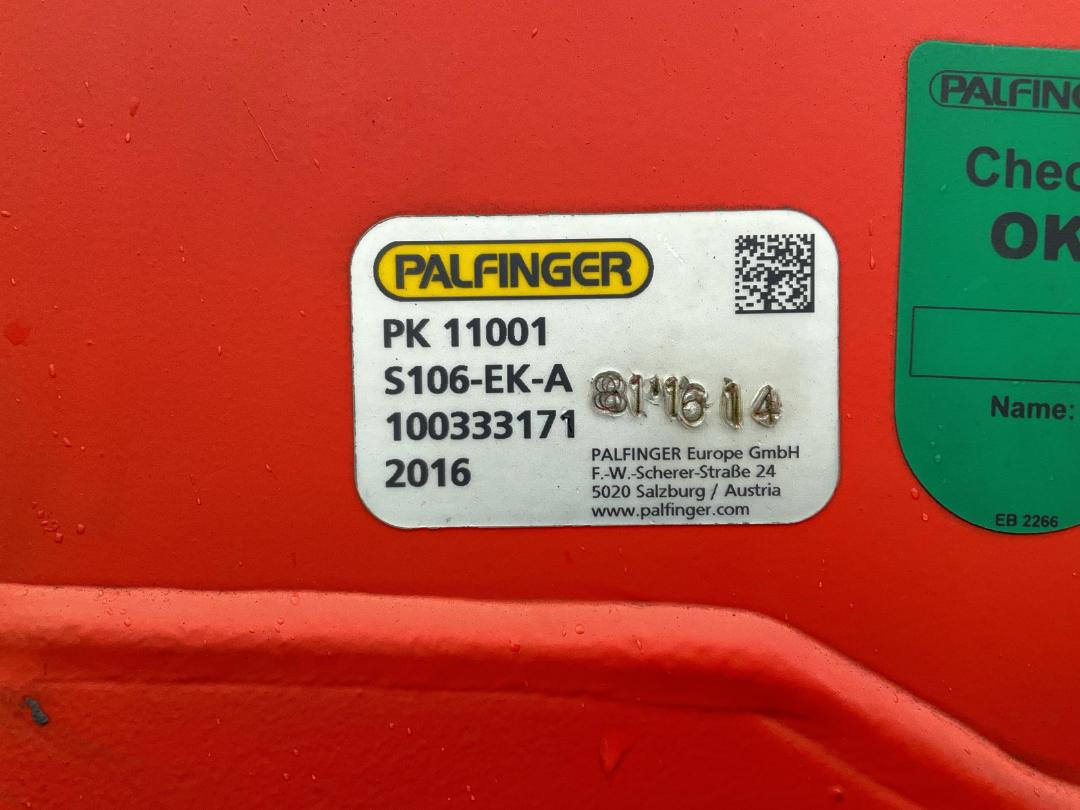 PALFINGER
PK 11001
S106-EK-A
100333171
2016
PALFINGER Europe GmbH
F.-W.-Scherer-Straße 24
5020 Salzburg / Austria
www.palfinger.com
PALFING
Chec
OK
Name:
EB 2266